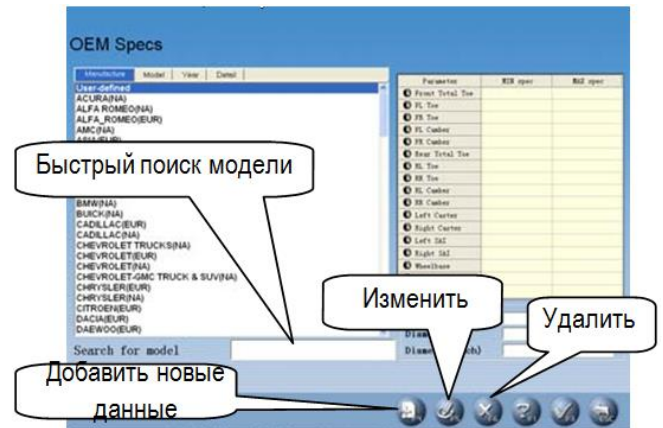 OEM Specs
Manufacture Model Year Detail
User-defined
ACURA(NA)
ALFA ROMEO(NA)
ALFA_ROMEO(EUR)
AMC(NA)
ASIA(EUR)
Быстрый поиск модели
BMW(NA)
BUICK(NA)
CADILLAC(EUR)
CADILLAC(NA)
CHEVROLET TRUCKS(NA)
CHEVROLET(EUR)
CHEVROLET(NA)
CHEVROLET-GMC TRUCK & SUV(NA)
CHRYSLER(EUR)
CHRYSLER(NA)
CITROEN(EUR)
DACIA(EUR)
DAEWOO(EUR)
Parameter MIN spec MAX spec
Front Total Toe
FL Toe
FR Toe
FL Camber
FR Camber
Rear Total Toe
RL Toe
RR Toe
RL Camber
RR Camber
Left Caster
Right Caster
Left SAI
Right SAI
Wheelbase
Изменить
Удалить
Search for model
Добавить новые
данные